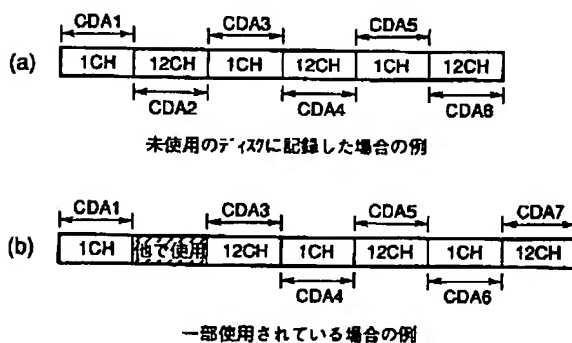 CDA1 CDA3 CDA5
(a) 1CH 12CH 1CH 12CH 1CH 12CH
CDA2 CDA4 CDA6
未使用のディスクに記録した場合の例
CDA1 CDA3 CDA5 CDA7
(b) 1CH 他で使用 12CH 1CH 12CH 1CH 12CH
CDA4 CDA6
一部使用されている場合の例